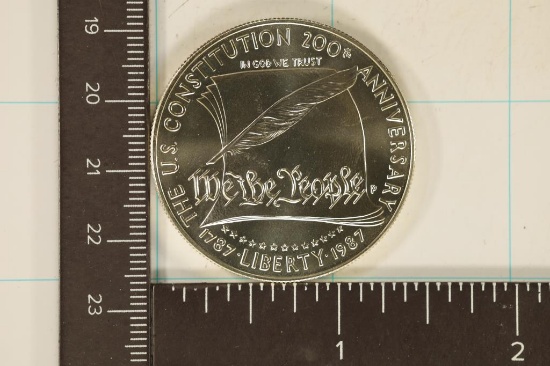 THE U.S. CONSTITUTION 200th ANNIVERSARY
IN GOD WE TRUST
We the People
P
1787 · LIBERTY · 1987
19
20
21
22
23
1
2